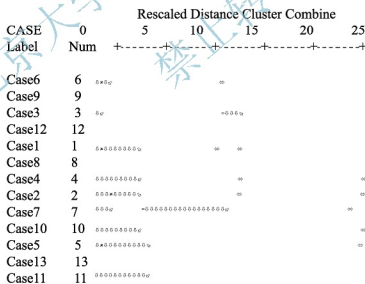 Rescaled Distance Cluster Combine
CASE 0 5 10 15 20 25
Label Num +---------+---------+---------+---------+---------+
Case6 6
Case9 9
Case3 3
Case12 12
Case1 1
Case8 8
Case4 4
Case2 2
Case7 7
Case10 10
Case5 5
Case13 13
Case11 11